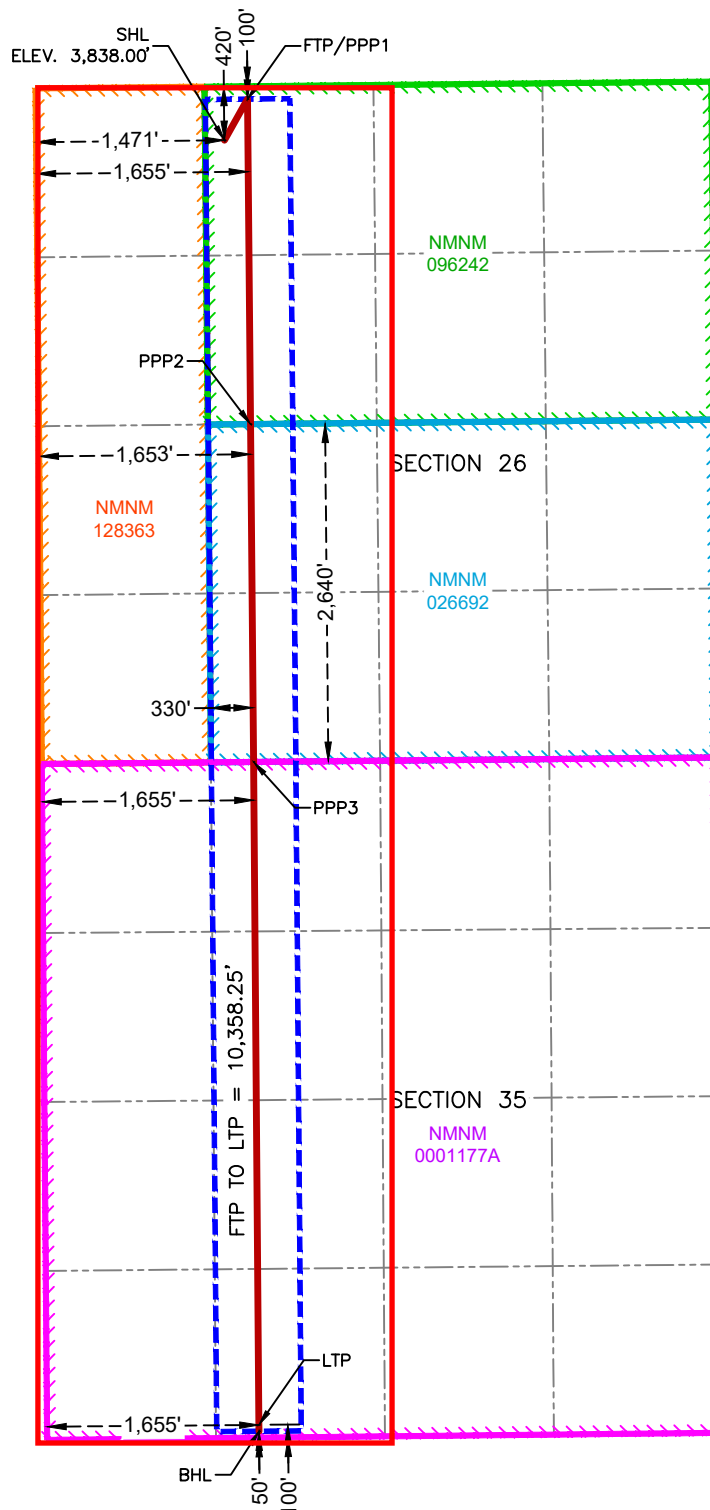 SHL
ELEV. 3,838.00'
420'
100'
FTP/PPP1
1,471'
1,655'
NMNM
096242
PPP2
1,653'
SECTION 26
NMNM
128363
NMNM
026692
2,640'
330'
1,655'
PPP3
FTP TO LTP = 10,358.25'
SECTION 35
NMNM
0001177A
LTP
1,655'
BHL
50'
100'